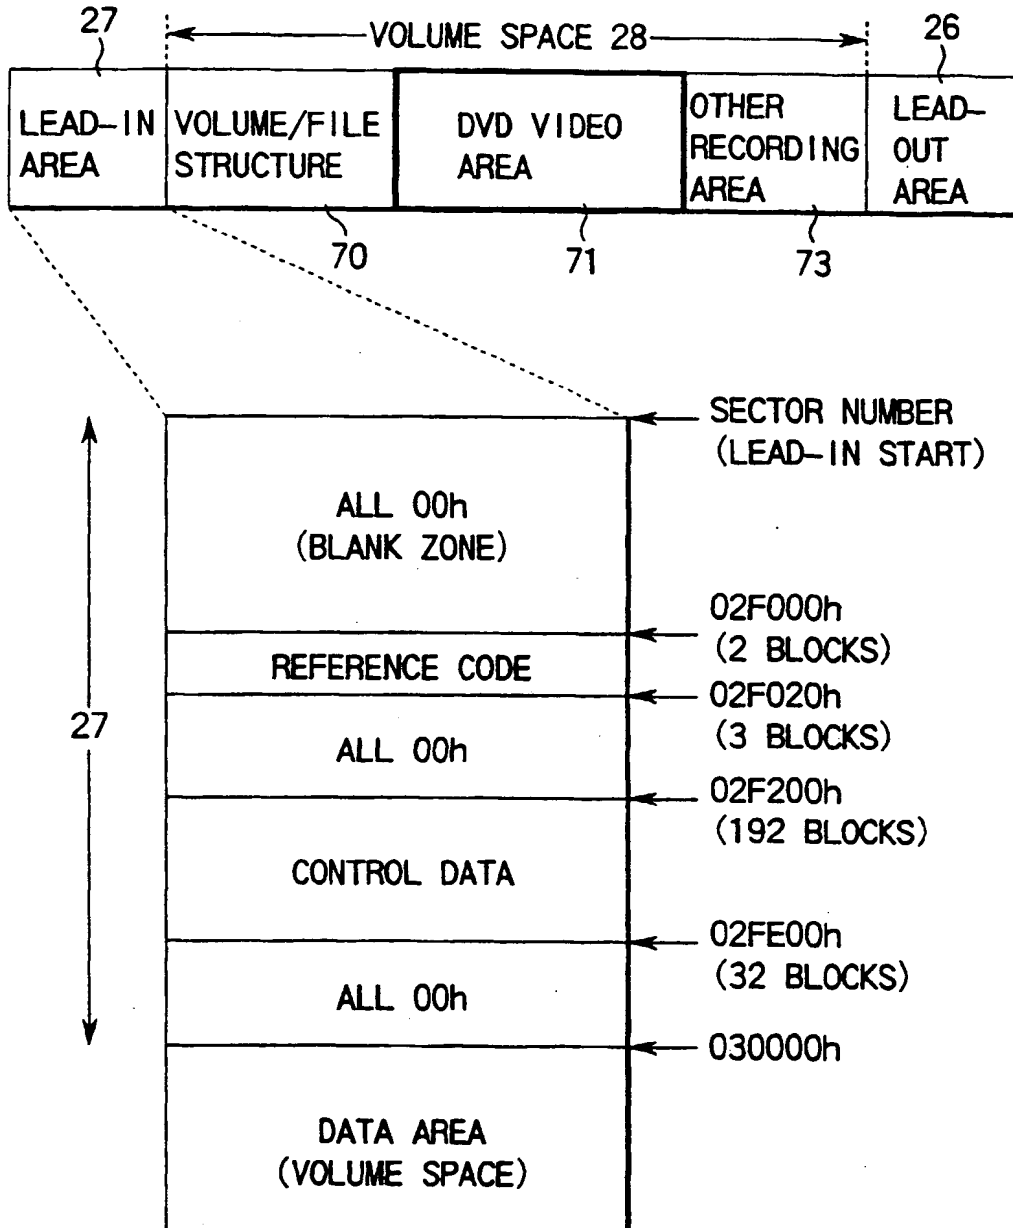 27
VOLUME SPACE 28
26
LEAD-IN AREA
VOLUME/FILE STRUCTURE
DVD VIDEO AREA
OTHER RECORDING AREA
LEAD-OUT AREA
70
71
73
SECTOR NUMBER
(LEAD-IN START)
ALL 00h
(BLANK ZONE)
02F000h
(2 BLOCKS)
REFERENCE CODE
02F020h
(3 BLOCKS)
27
ALL 00h
02F200h
(192 BLOCKS)
CONTROL DATA
02FE00h
(32 BLOCKS)
ALL 00h
030000h
DATA AREA
(VOLUME SPACE)